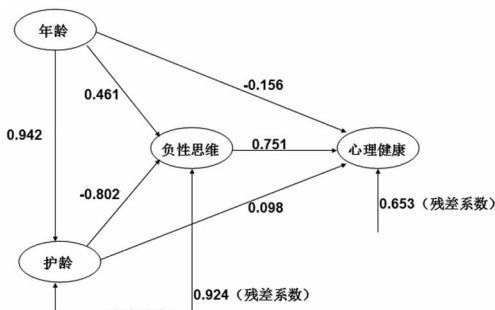 年龄
-0.156
0.461
0.942
负性思维
0.751
心理健康
-0.802
0.098
0.653（残差系数）
护龄
0.924（残差系数）